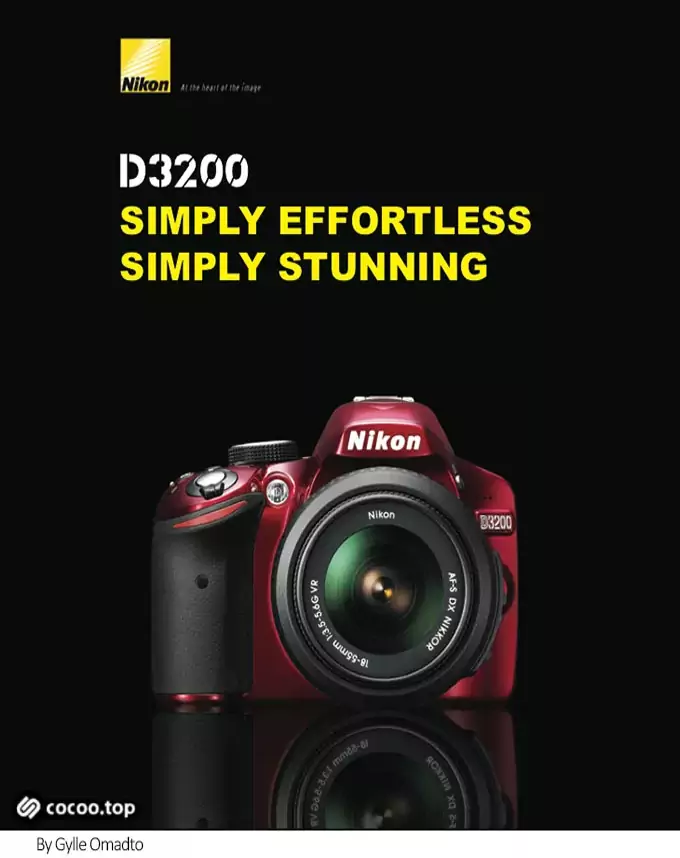 Nikon
At the heart of the image
D3200
SIMPLY EFFORTLESS
SIMPLY STUNNING
Nikon
D3200
Nikon
AF-S DX NIKKOR
18-55mm 1:3.5-5.6G VR
cocoo.top
By Gylle Omadto